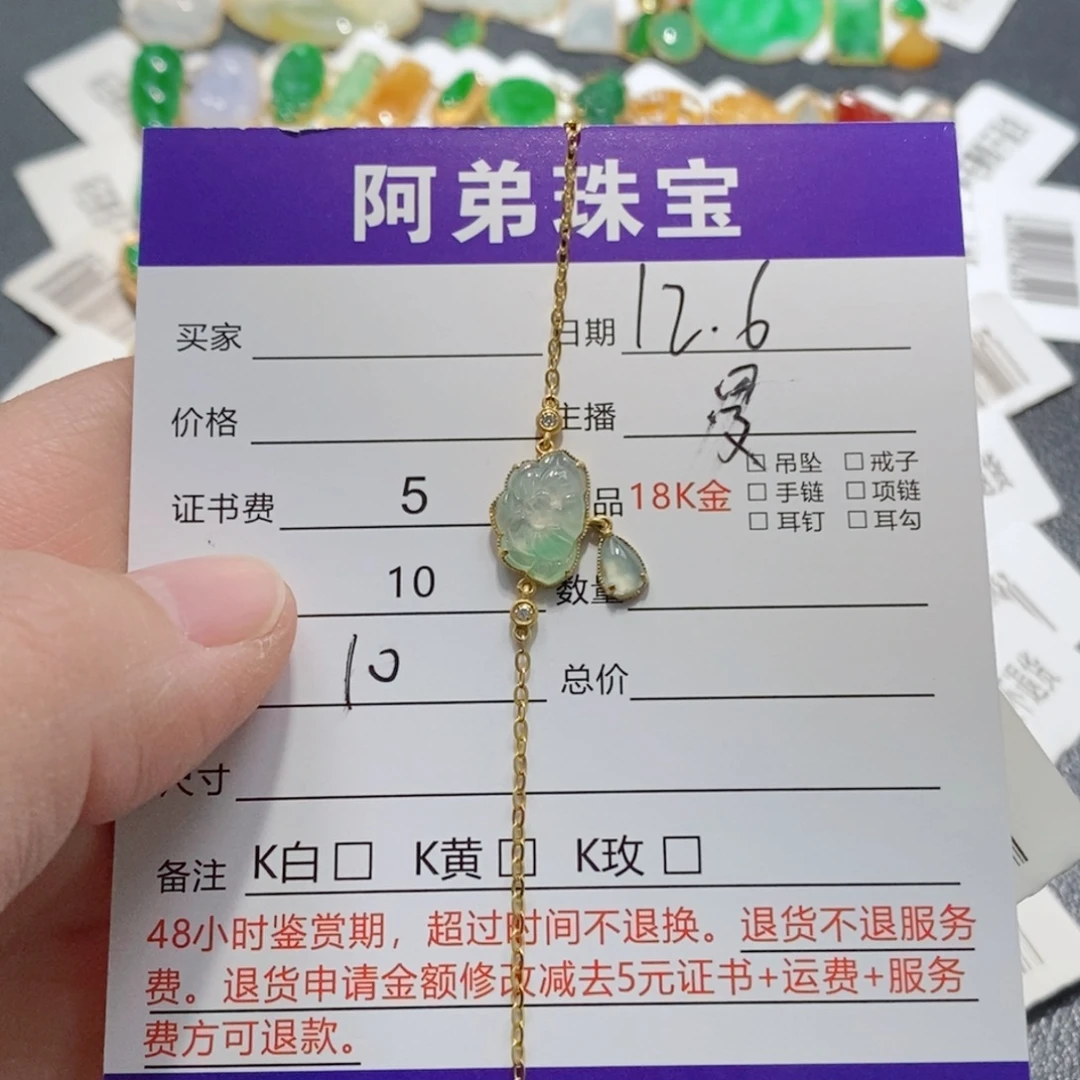 阿弟珠宝
买家 日期 12.6
价格 主播 曼
证书费 5 品 18K金 □ 吊坠 □ 戒子
□ 手链 □ 项链
□ 耳钉 □ 耳勾
10 数量
10 总价
尺寸
备注 K白□ K黄□ K玫□
48小时鉴赏期，超过时间不退换。退货不退服务
费。退货申请金额修改减去5元证书+运费+服务
费方可退款。